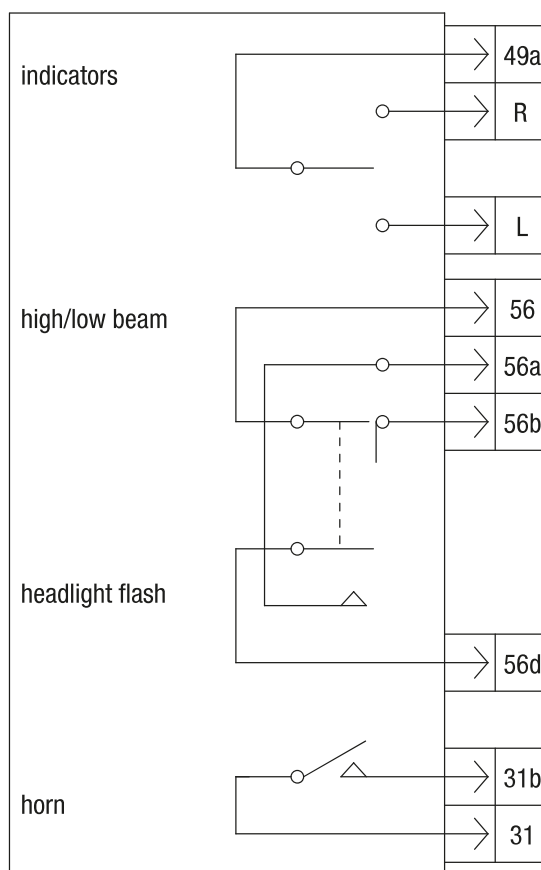 indicators
49a
R
L
high/low beam
56
56a
56b
headlight flash
56d
horn
31b
31